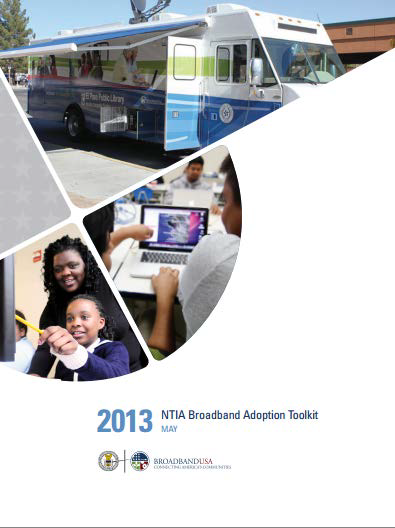 El Paso Public Library
2013 NTIA Broadband Adoption Toolkit
MAY
BROADBANDUSA
CONNECTING AMERICA'S COMMUNITIES